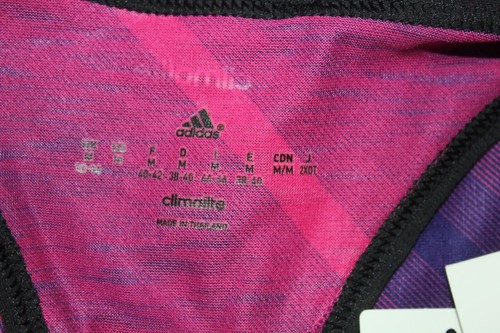 adidas
F D I E CDN J
M M M M M/M 2XOT
40-42 38-40 44-46 38-40
climalite
MADE IN THAILAND